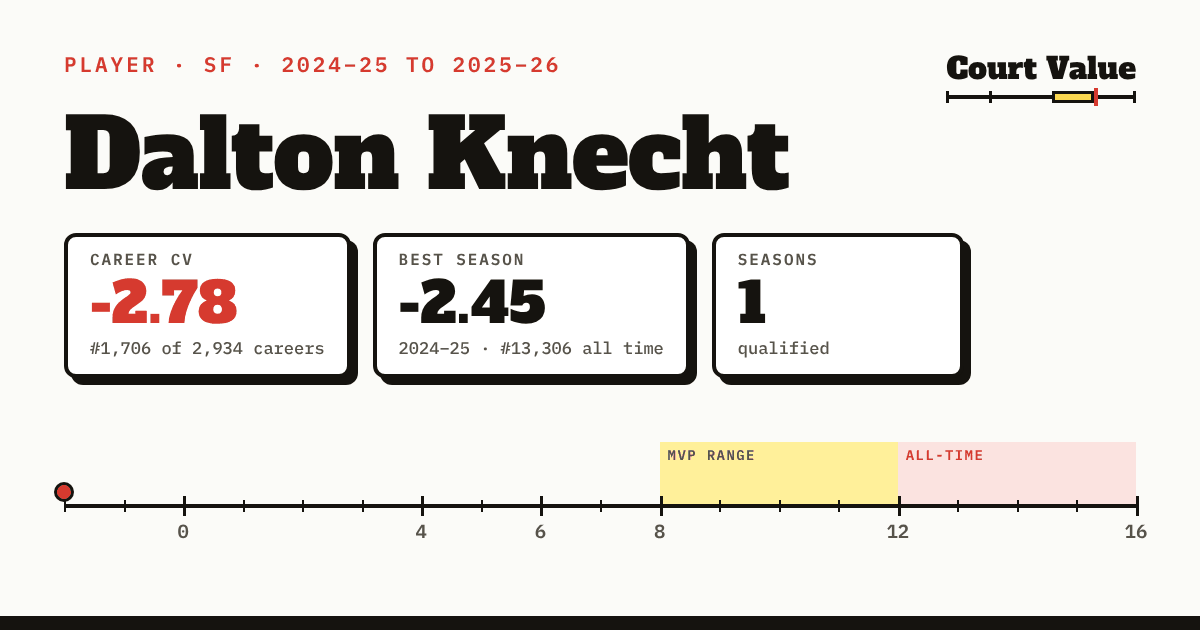 PLAYER · SF · 2024–25 TO 2025–26
Court Value
Dalton Knecht
CAREER CV
-2.78
#1,706 of 2,934 careers
BEST SEASON
-2.45
2024–25 · #13,306 all time
SEASONS
1
qualified
MVP RANGE
ALL-TIME
0 4 6 8 12 16